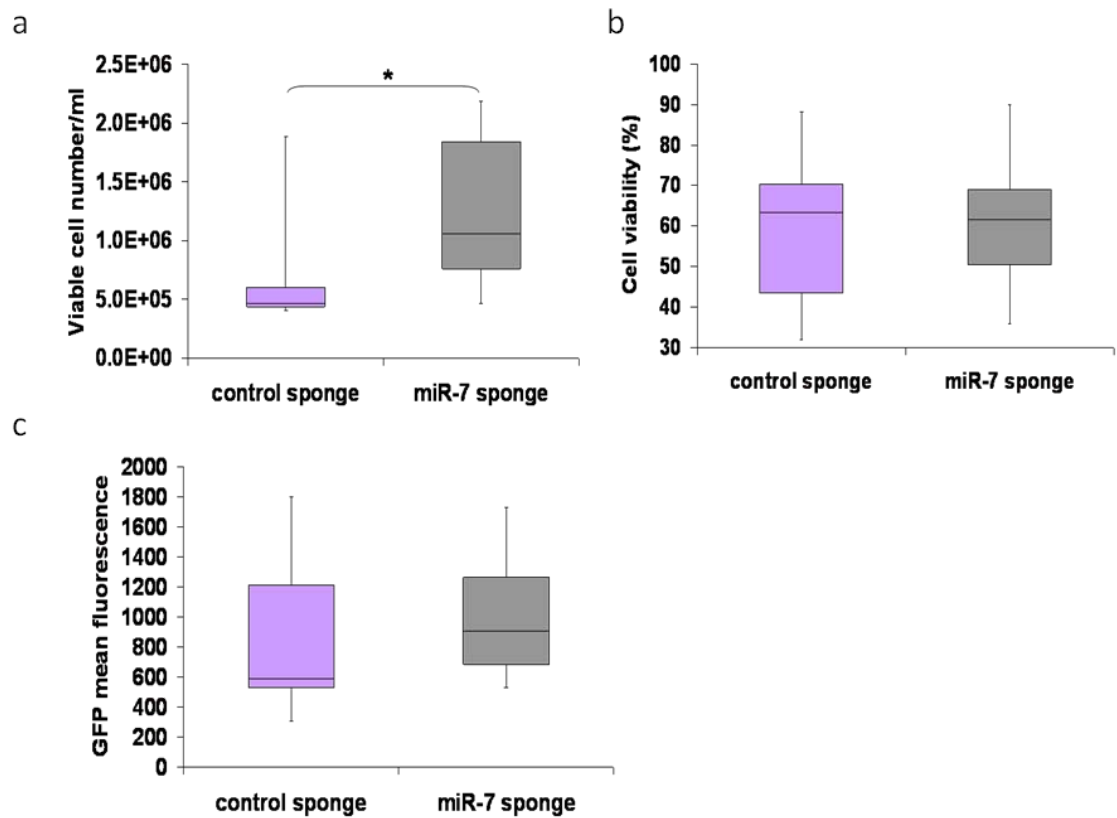 a
2.5E+06
2.0E+06
1.5E+06
1.0E+06
5.0E+05
0.0E+00
Viable cell number/ml
*
control sponge
miR-7 sponge
b
100
90
80
70
60
50
40
30
Cell viability (%)
control sponge
miR-7 sponge
c
2000
1800
1600
1400
1200
1000
800
600
400
200
0
GFP mean fluorescence
control sponge
miR-7 sponge